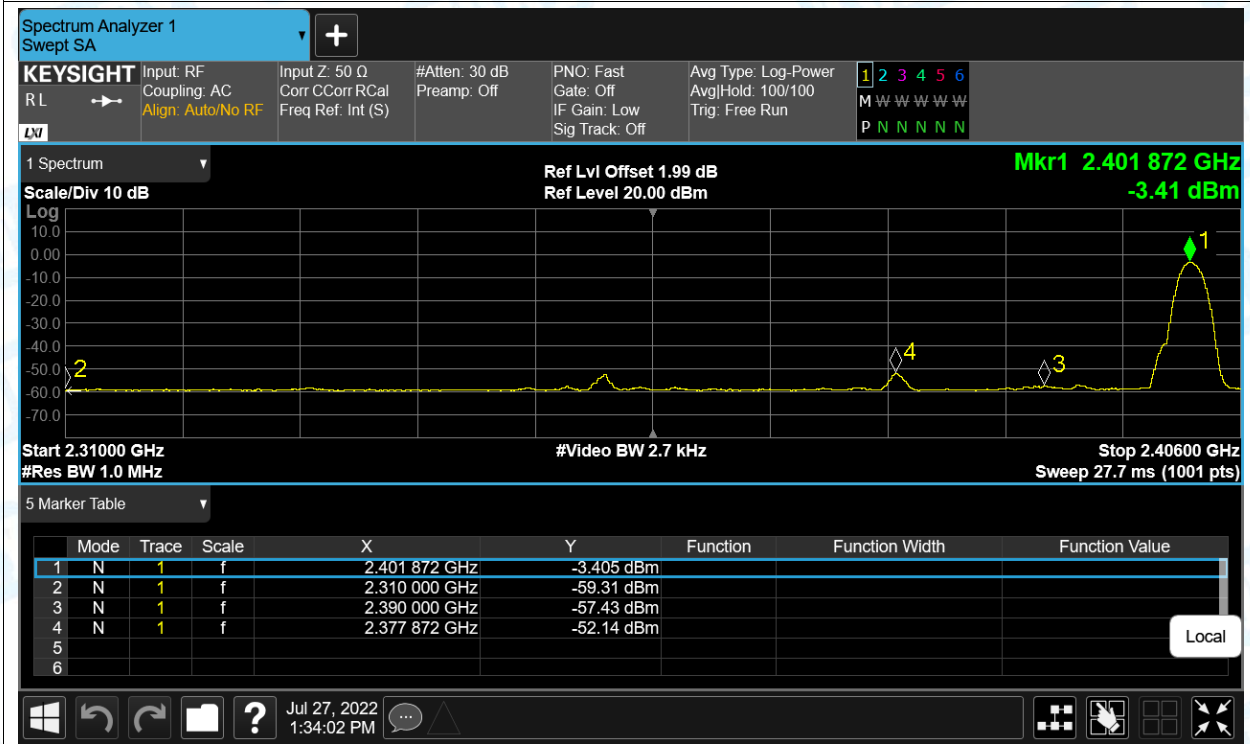 Spectrum Analyzer 1
Swept SA
+
KEYSIGHT
R L
LXI
Input: RF
Coupling: AC
Align: Auto/No RF
Input Z: 50 Ω
Corr CCorr RCal
Freq Ref: Int (S)
#Atten: 30 dB
Preamp: Off
PNO: Fast
Gate: Off
IF Gain: Low
Sig Track: Off
Avg Type: Log-Power
Avg|Hold: 100/100
Trig: Free Run
1 2 3 4 5 6
M W W W W W
P N N N N N
1 Spectrum
Scale/Div 10 dB
Ref Lvl Offset 1.99 dB
Ref Level 20.00 dBm
Mkr1 2.401 872 GHz
-3.41 dBm
Log
10.0
0.00
-10.0
-20.0
-30.0
-40.0
-50.0
-60.0
-70.0
1
2
4
3
Start 2.31000 GHz
#Res BW 1.0 MHz
#Video BW 2.7 kHz
Stop 2.40600 GHz
Sweep 27.7 ms (1001 pts)
5 Marker Table
Mode Trace Scale X Y Function Function Width Function Value
1 N 1 f 2.401 872 GHz -3.405 dBm
2 N 1 f 2.310 000 GHz -59.31 dBm
3 N 1 f 2.390 000 GHz -57.43 dBm
4 N 1 f 2.377 872 GHz -52.14 dBm
5
6
Local
?
Jul 27, 2022
1:34:02 PM